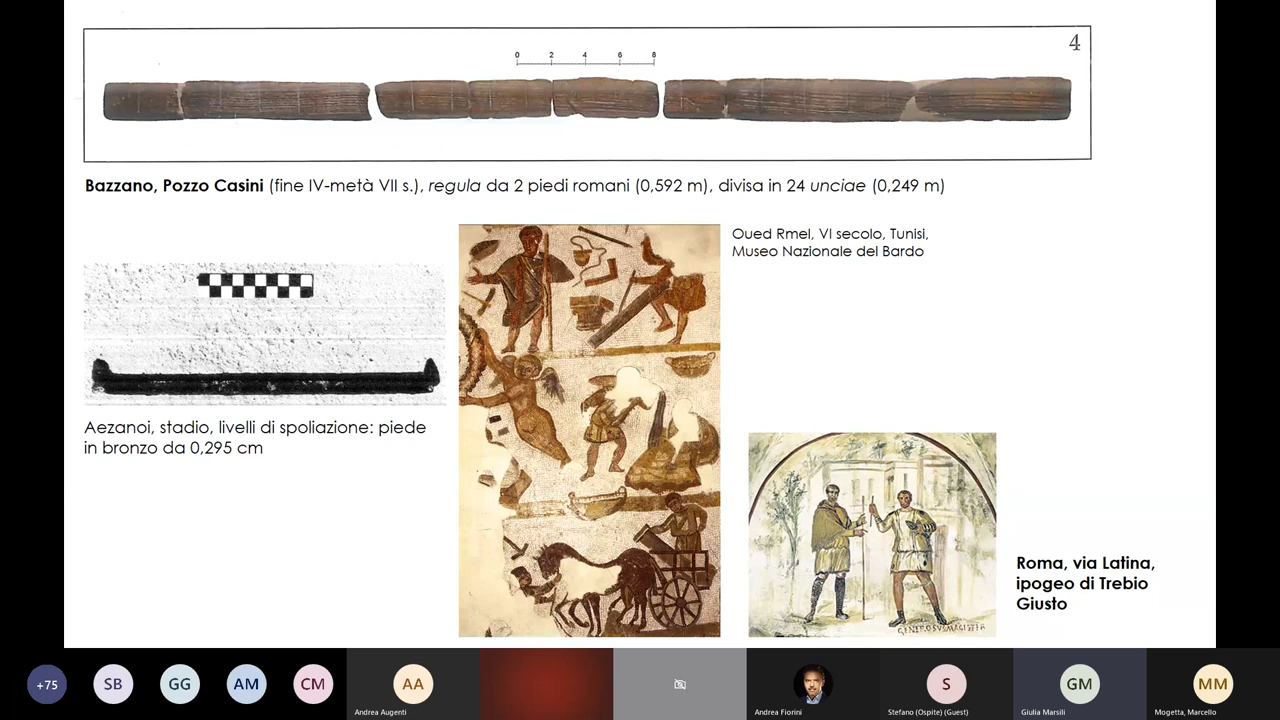 4
0 2 4 6 8
Bazzano, Pozzo Casini (fine IV-metà VII s.), regula da 2 piedi romani (0,592 m), divisa in 24 unciae (0,249 m)
Oued Rmel, VI secolo, Tunisi,
Museo Nazionale del Bardo
Aezanoi, stadio, livelli di spoliazione: piede
in bronzo da 0,295 cm
GENEROSVS MAGISTER
Roma, via Latina,
ipogeo di Trebio
Giusto
+75
SB
GG
AM
CM
AA
Andrea Augenti
Andrea Fiorini
S
Stefano (Ospite) (Guest)
GM
Giulia Marsili
MM
Mogetta, Marcello